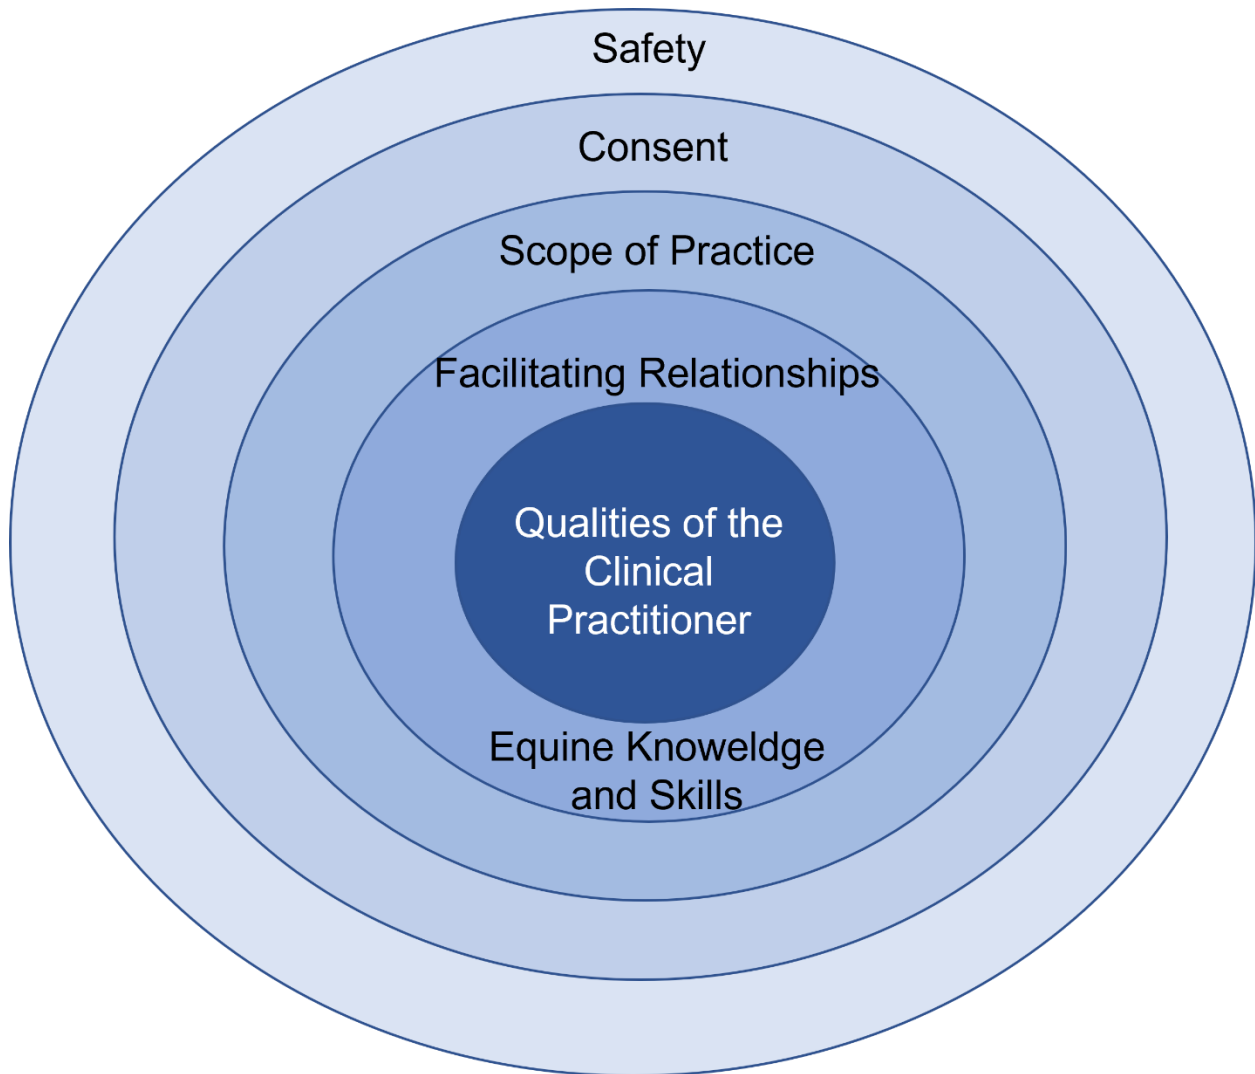 Safety
Consent
Scope of Practice
Facilitating Relationships
Qualities of the
Clinical
Practitioner
Equine Knoweldge
and Skills